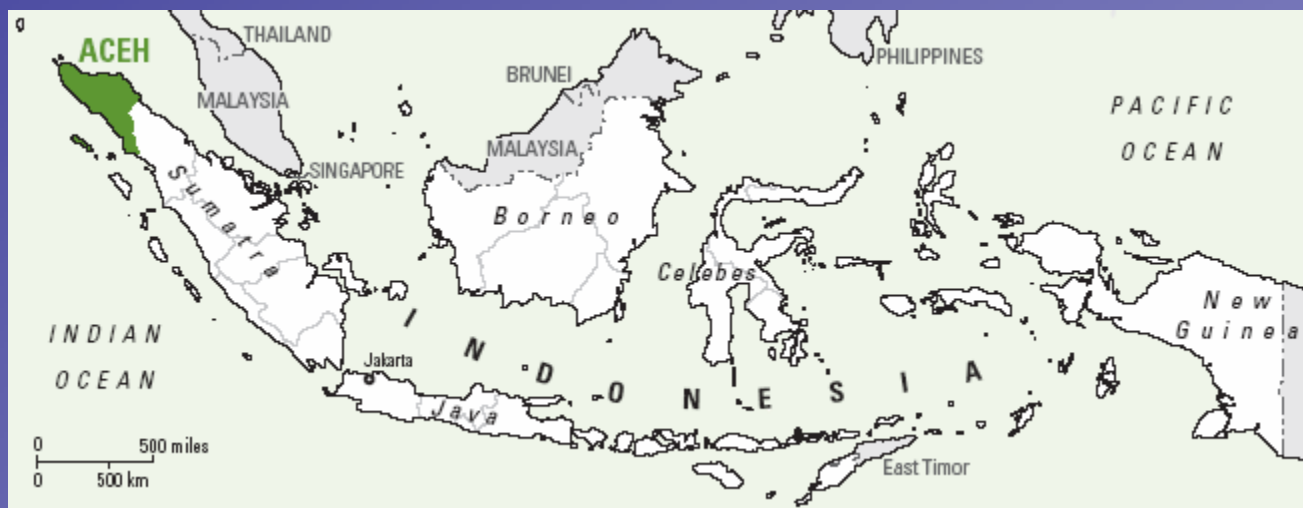 ACEH
THAILAND
MALAYSIA
SINGAPORE
Sumatra
BRUNEI
MALAYSIA
Borneo
PHILIPPINES
PACIFIC
OCEAN
Celebes
New
Guinea
INDIAN
OCEAN
INDONESIA
Jakarta
Java
East Timor
0 500 miles
0 500 km